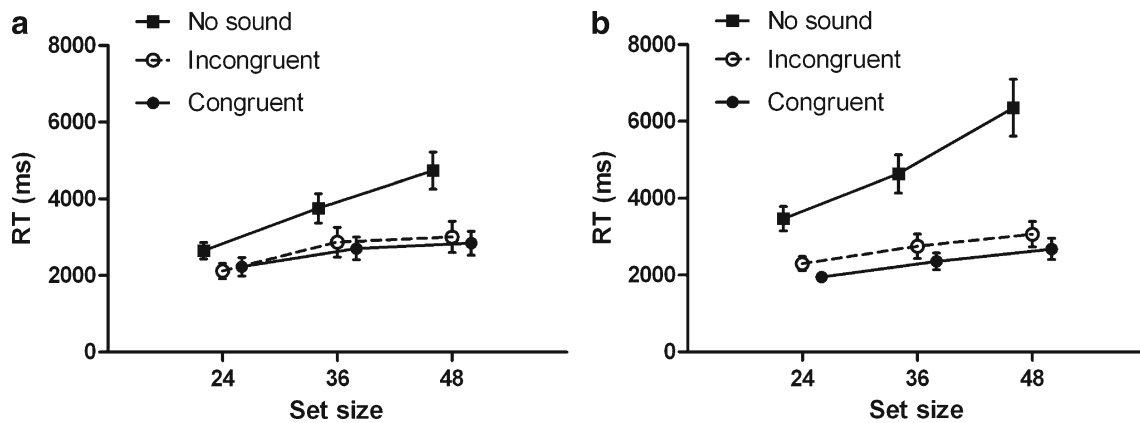 a
No sound
Incongruent
Congruent
8000
6000
4000
2000
0
RT (ms)
24 36 48
Set size
b
No sound
Incongruent
Congruent
8000
6000
4000
2000
0
RT (ms)
24 36 48
Set size